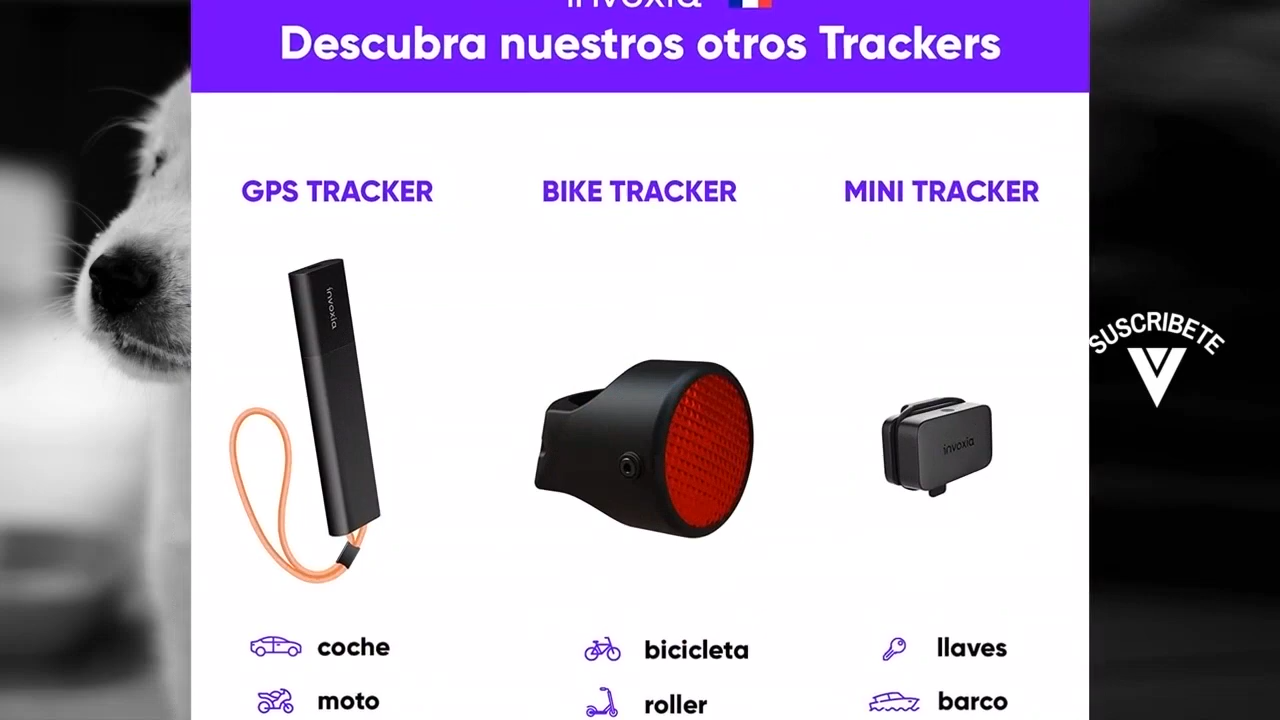 invoxia
Descubra nuestros otros Trackers
GPS TRACKER
BIKE TRACKER
MINI TRACKER
invoxia
invoxia
SUSCRIBETE
coche
bicicleta
llaves
moto
roller
barco